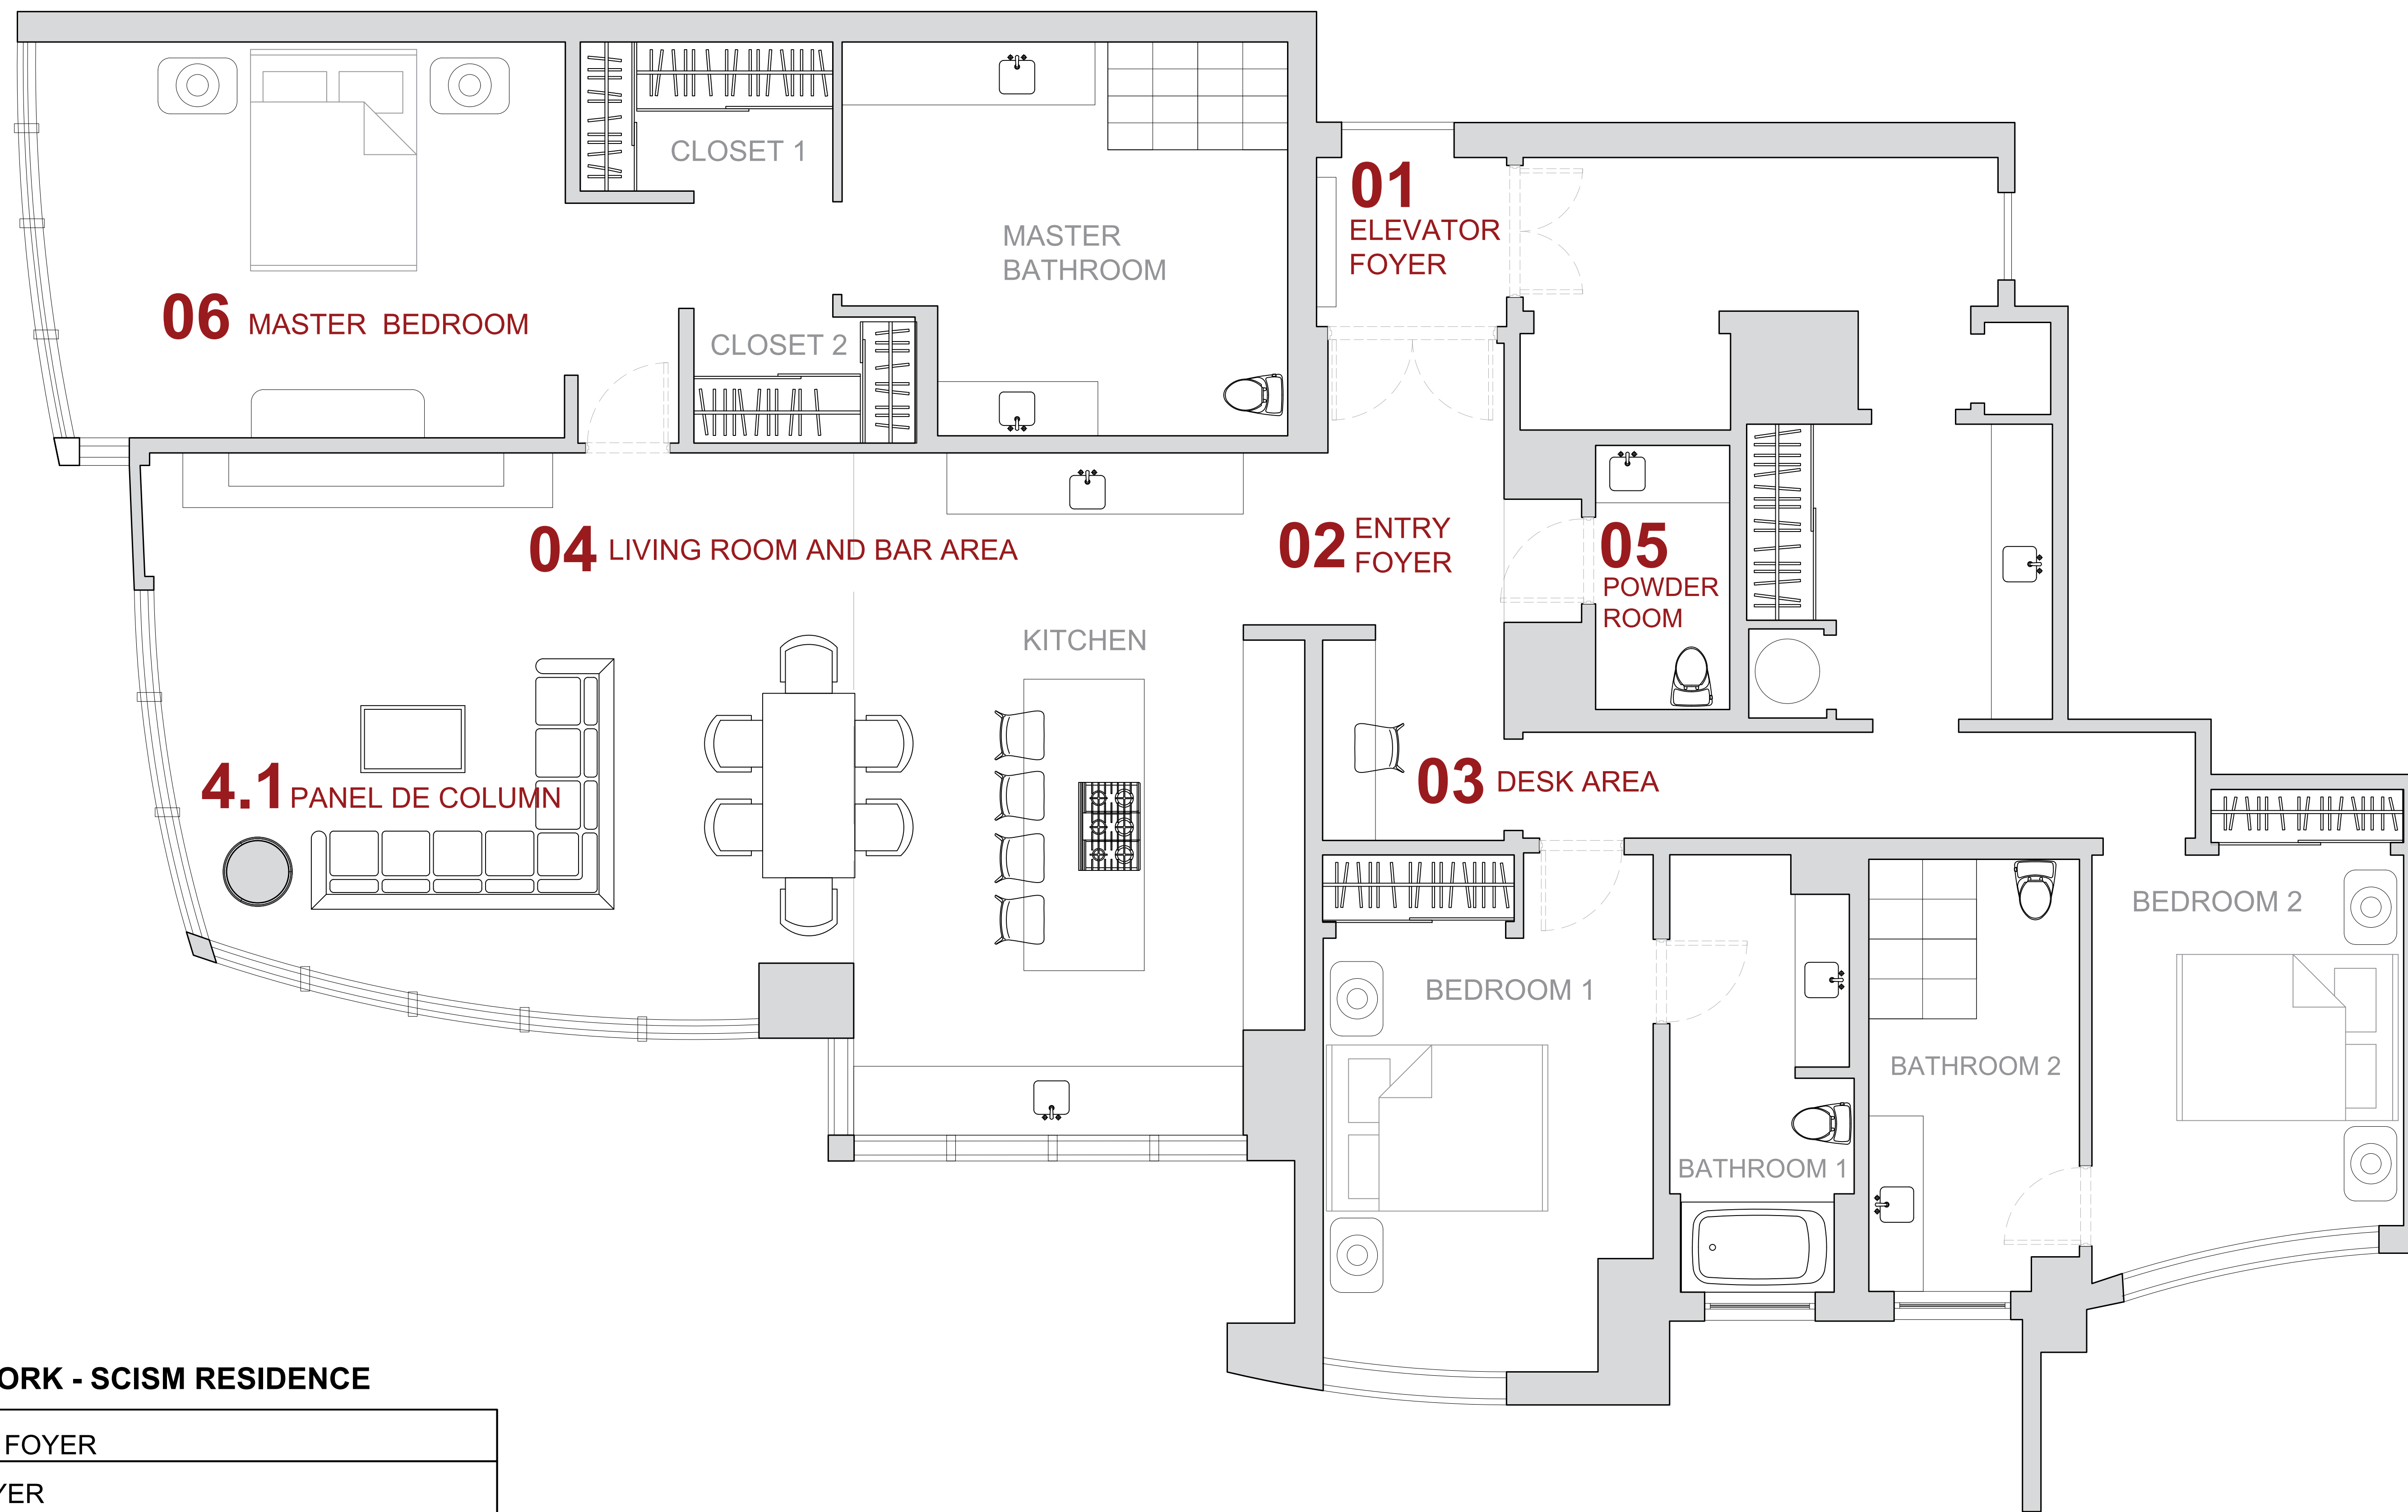 CLOSET 1
01
ELEVATOR
FOYER
MASTER
BATHROOM
06 MASTER BEDROOM
CLOSET 2
04 LIVING ROOM AND BAR AREA
02 ENTRY
FOYER
05
POWDER
ROOM
KITCHEN
4.1 PANEL DE COLUMN
03 DESK AREA
BEDROOM 2
BEDROOM 1
BATHROOM 2
BATHROOM 1
ORK - SCISM RESIDENCE
FOYER
YER